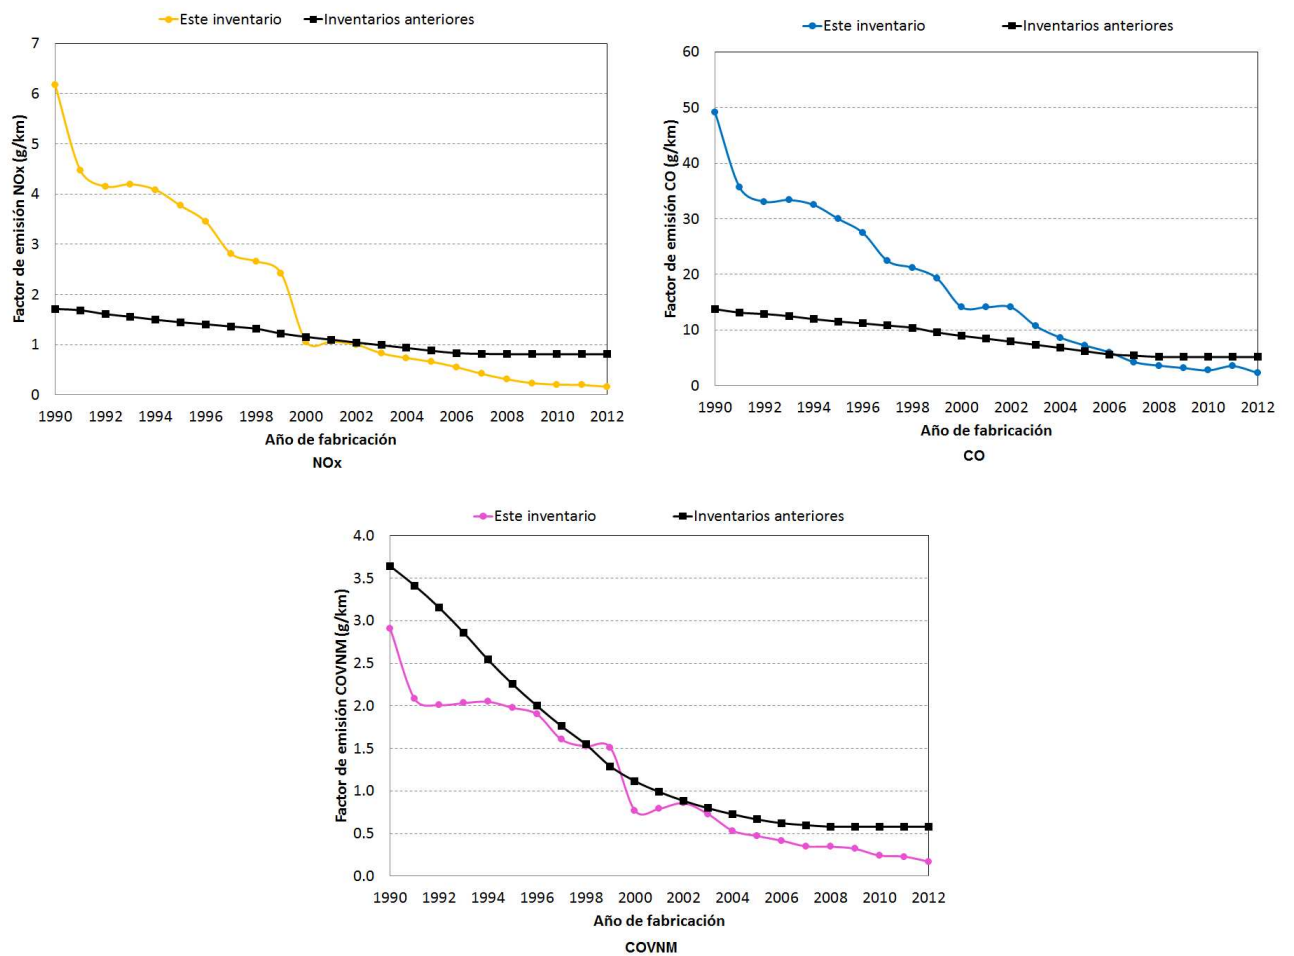 Este inventario Inventarios anteriores
Factor de emisión NOx (g/km)
7
6
5
4
3
2
1
0
1990 1992 1994 1996 1998 2000 2002 2004 2006 2008 2010 2012
Año de fabricación
NOx
Este inventario Inventarios anteriores
Factor de emisión CO (g/km)
60
50
40
30
20
10
0
1990 1992 1994 1996 1998 2000 2002 2004 2006 2008 2010 2012
Año de fabricación
CO
Este inventario Inventarios anteriores
Factor de emisión COVNM (g/km)
4.0
3.5
3.0
2.5
2.0
1.5
1.0
0.5
0.0
1990 1992 1994 1996 1998 2000 2002 2004 2006 2008 2010 2012
Año de fabricación
COVNM